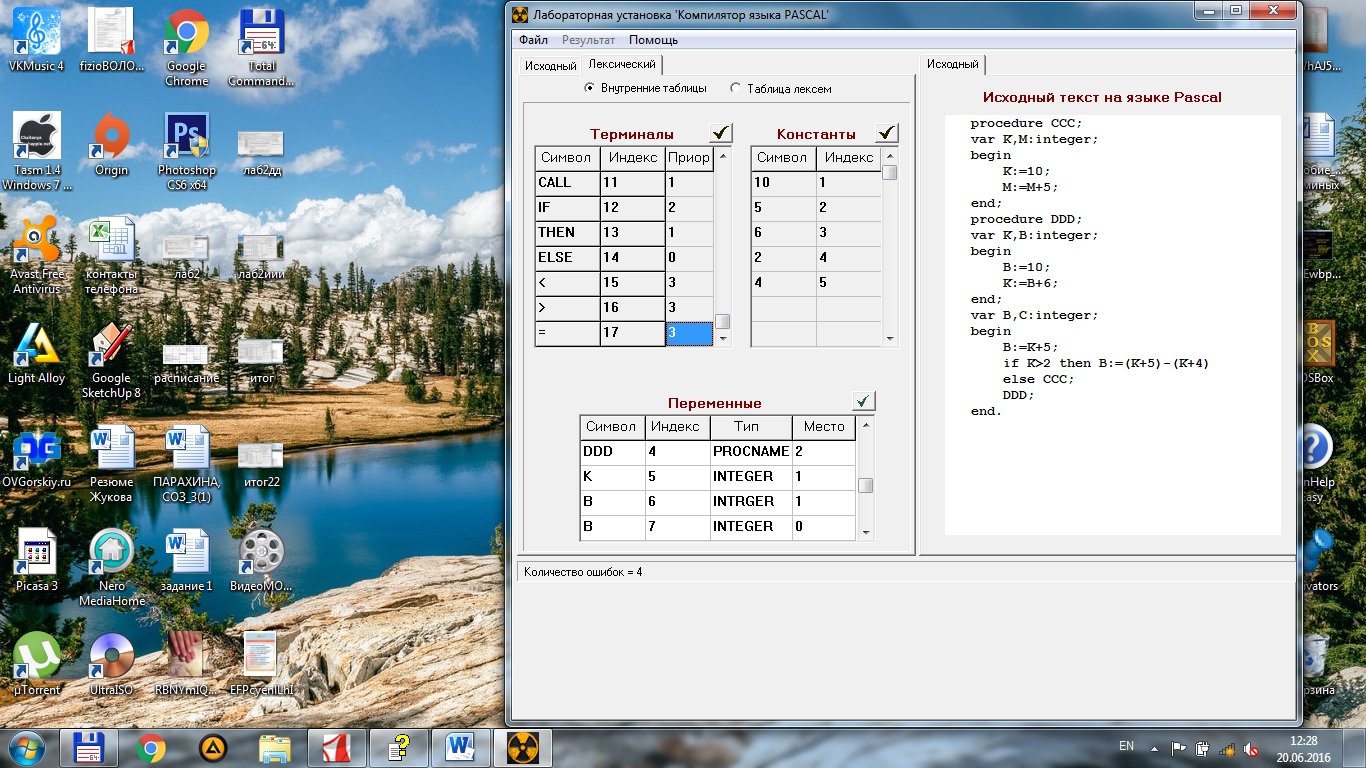 VKMusic 4
fizioВОЛО...
Google Chrome
Total Command...
64:
Tasm 1.4 Windows 7 ...
Origin
Photoshop CS6 x64
лаб2дд
Avast Free Antivirus
контакты телефона
лаб2
лаб2иии
Light Alloy
Google SketchUp 8
расписание
итог
OVGorskiy.ru
Резюме Жукова
ПАРАХИНА, СОЗ_3(1)
итог22
Picasa 3
Nero MediaHome
задание 1
ВидеоМО...
µTorrent
UltraISO
RBNYmIQ...
EFPcyenILhI
Лабораторная установка 'Компилятор языка PASCAL'
Файл Результат Помощь
Исходный Лексический
Внутренние таблицы Таблица лексем
Терминалы
Символ Индекс Приор
CALL 11 1
IF 12 2
THEN 13 1
ELSE 14 0
< 15 3
> 16 3
= 17 3
Константы
Символ Индекс
10 1
5 2
6 3
2 4
4 5
Переменные
Символ Индекс Тип Место
DDD 4 PROCNAME 2
K 5 INTEGER 1
B 6 INTRGER 1
B 7 INTEGER 0
Исходный
Исходный текст на языке Pascal
procedure CCC;
var K,M:integer;
begin
K:=10;
M:=M+5;
end;
procedure DDD;
var K,B:integer;
begin
B:=10;
K:=B+6;
end;
var B,C:integer;
begin
B:=K+5;
if K>2 then B:=(K+5)-(K+4)
else CCC;
DDD;
end.
Количество ошибок = 4
EN
12:28
20.06.2016